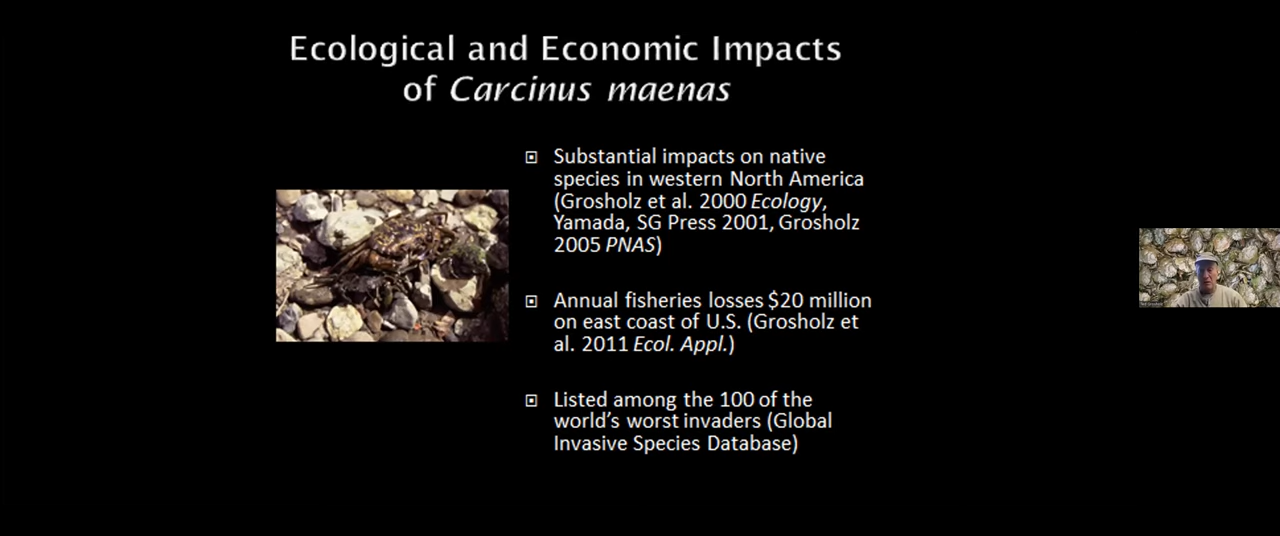 Ecological and Economic Impacts
of Carcinus maenas
Substantial impacts on native
species in western North America
(Grosholz et al. 2000 Ecology,
Yamada, SG Press 2001, Grosholz
2005 PNAS)
Annual fisheries losses $20 million
on east coast of U.S. (Grosholz et
al. 2011 Ecol. Appl.)
Listed among the 100 of the
world's worst invaders (Global
Invasive Species Database)